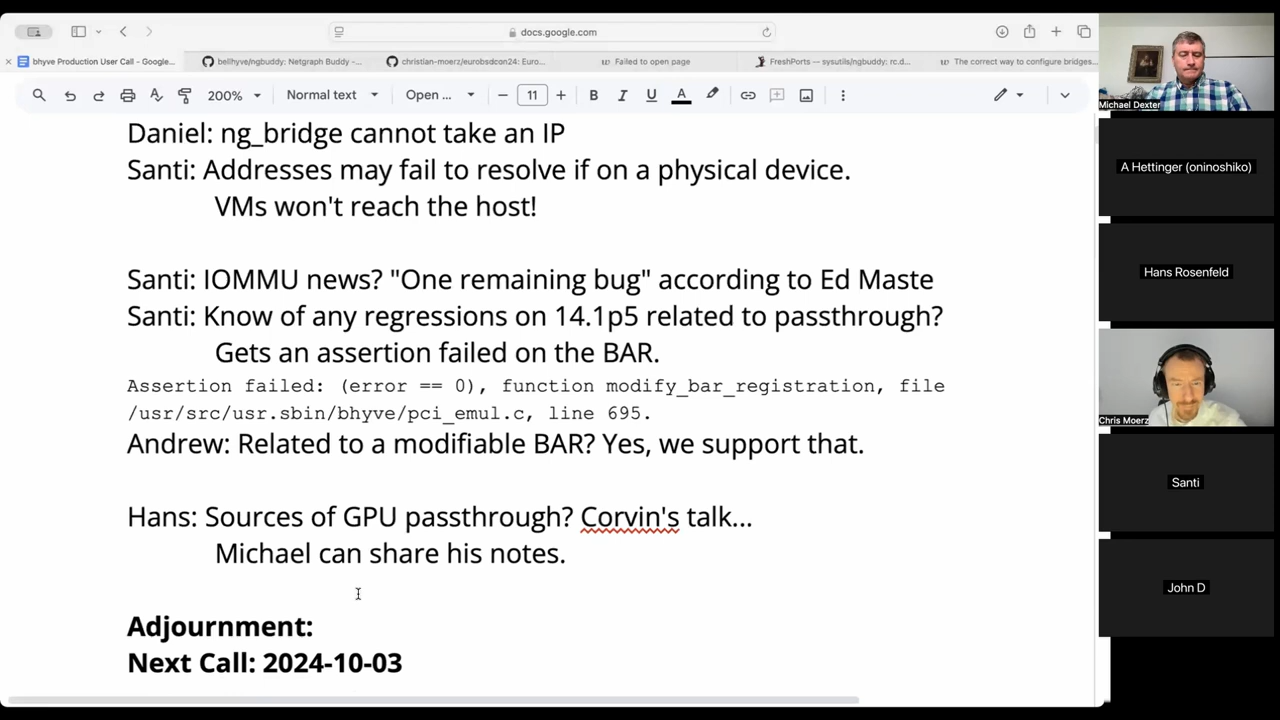 docs.google.com
bhyve Production User Call - Google...
bellhyve/ngbuddy: Netgraph Buddy -...
christian-moerz/eurobsdcon24: Euro...
Failed to open page
FreshPorts — sysutils/ngbuddy: rc.d...
The correct way to configure bridges...
200%
Normal text
Open ...
11
B
I
U
A
Daniel: ng_bridge cannot take an IP
Santi: Addresses may fail to resolve if on a physical device.
VMs won't reach the host!
Santi: IOMMU news? "One remaining bug" according to Ed Maste
Santi: Know of any regressions on 14.1p5 related to passthrough?
Gets an assertion failed on the BAR.
Assertion failed: (error == 0), function modify_bar_registration, file
/usr/src/usr.sbin/bhyve/pci_emul.c, line 695.
Andrew: Related to a modifiable BAR? Yes, we support that.
Hans: Sources of GPU passthrough? Corvin's talk...
Michael can share his notes.
Adjournment:
Next Call: 2024-10-03
Michael Dexter
A Hettinger (oninoshiko)
Hans Rosenfeld
Chris Moerz
Santi
John D